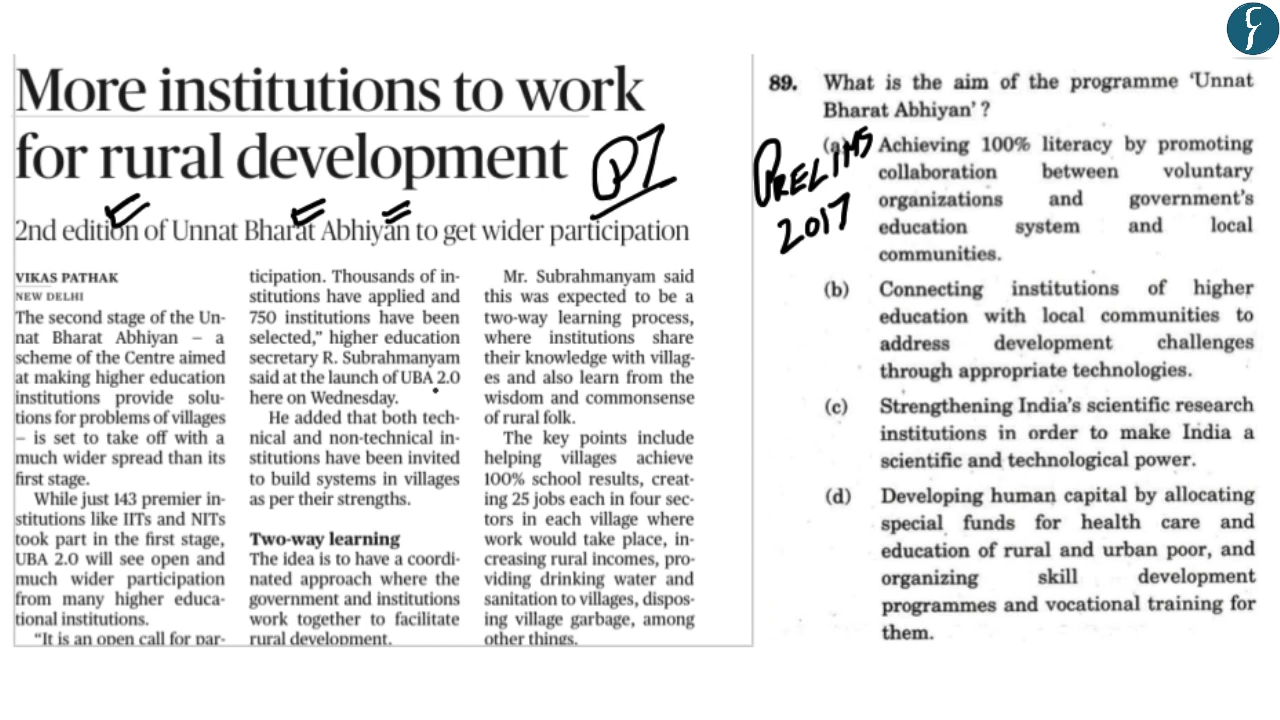 More institutions to work
for rural development
P1
2nd edition of Unnat Bharat Abhiyan to get wider participation
VIKAS PATHAK
NEW DELHI
The second stage of the Un-
nat Bharat Abhiyan – a
scheme of the Centre aimed
at making higher education
institutions provide solu-
tions for problems of villages
– is set to take off with a
much wider spread than its
first stage.
While just 143 premier in-
stitutions like IITs and NITs
took part in the first stage,
UBA 2.0 will see open and
much wider participation
from many higher educa-
tional institutions.
“It is an open call for par-
ticipation. Thousands of in-
stitutions have applied and
750 institutions have been
selected,” higher education
secretary R. Subrahmanyam
said at the launch of UBA 2.0
here on Wednesday.
He added that both tech-
nical and non-technical in-
stitutions have been invited
to build systems in villages
as per their strengths.
Two-way learning
The idea is to have a coordi-
nated approach where the
government and institutions
work together to facilitate
rural development.
Mr. Subrahmanyam said
this was expected to be a
two-way learning process,
where institutions share
their knowledge with villag-
es and also learn from the
wisdom and commonsense
of rural folk.
The key points include
helping villages achieve
100% school results, creat-
ing 25 jobs each in four sec-
tors in each village where
work would take place, in-
creasing rural incomes, pro-
viding drinking water and
sanitation to villages, dispos-
ing village garbage, among
other things.
PRELIMS
2017
89. What is the aim of the programme ‘Unnat
Bharat Abhiyan’ ?
(a) Achieving 100% literacy by promoting
collaboration between voluntary
organizations and government’s
education system and local
communities.
(b) Connecting institutions of higher
education with local communities to
address development challenges
through appropriate technologies.
(c) Strengthening India’s scientific research
institutions in order to make India a
scientific and technological power.
(d) Developing human capital by allocating
special funds for health care and
education of rural and urban poor, and
organizing skill development
programmes and vocational training for
them.